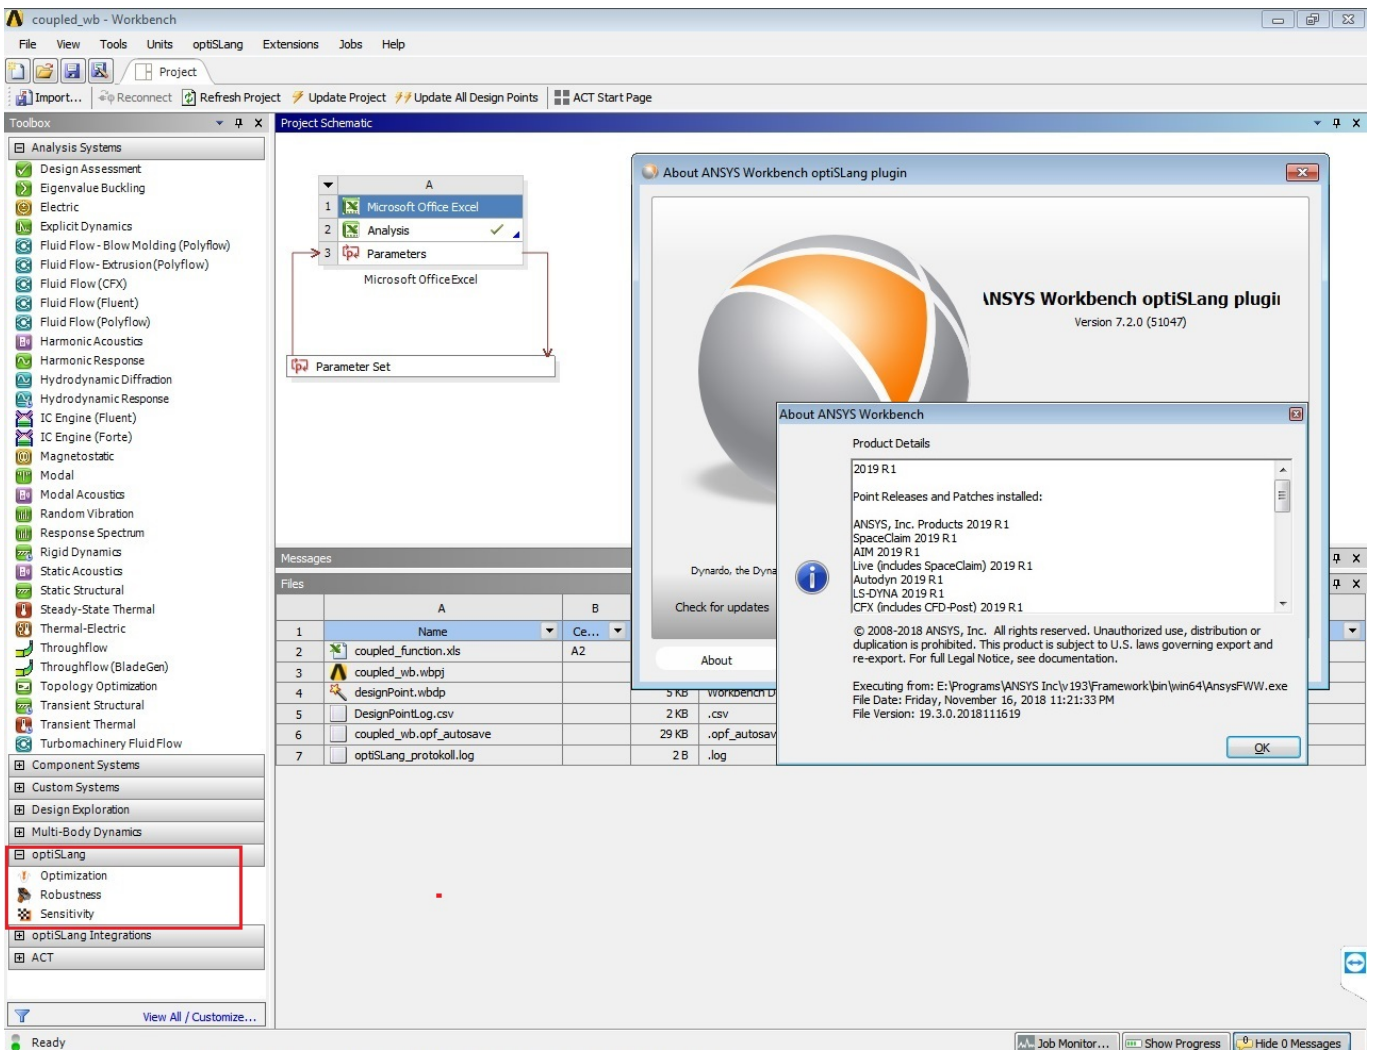 coupled_wb - Workbench
File View Tools Units optiSLang Extensions Jobs Help
Project
Import... Reconnect Refresh Project Update Project Update All Design Points ACT Start Page
Toolbox
Analysis Systems
Design Assessment
Eigenvalue Buckling
Electric
Explicit Dynamics
Fluid Flow - Blow Molding (Polyflow)
Fluid Flow - Extrusion (Polyflow)
Fluid Flow (CFX)
Fluid Flow (Fluent)
Fluid Flow (Polyflow)
Harmonic Acoustics
Harmonic Response
Hydrodynamic Diffraction
Hydrodynamic Response
IC Engine (Fluent)
IC Engine (Forte)
Magnetostatic
Modal
Modal Acoustics
Random Vibration
Response Spectrum
Rigid Dynamics
Static Acoustics
Static Structural
Steady-State Thermal
Thermal-Electric
Throughflow
Throughflow (BladeGen)
Topology Optimization
Transient Structural
Transient Thermal
Turbomachinery Fluid Flow
Component Systems
Custom Systems
Design Exploration
Multi-Body Dynamics
optiSLang
Optimization
Robustness
Sensitivity
optiSLang Integrations
ACT
View All / Customize...
Project Schematic
A
1 Microsoft Office Excel
2 Analysis
3 Parameters
Microsoft Office Excel
Parameter Set
Messages
Files
A B
1 Name Ce...
2 coupled_function.xls A2
3 coupled_wb.wbpj
4 designPoint.wbdp 5 KB Workbench D
5 DesignPointLog.csv 2 KB .csv
6 coupled_wb.opf_autosave 29 KB .opf_autosav
7 optiSLang_protokoll.log 2 B .log
About ANSYS Workbench optiSLang plugin
ANSYS Workbench optiSLang plugin
Version 7.2.0 (51047)
Dynardo, the Dyna
Check for updates
About
About ANSYS Workbench
Product Details
2019 R1
Point Releases and Patches installed:
ANSYS, Inc. Products 2019 R1
SpaceClaim 2019 R1
AIM 2019 R1
Live (includes SpaceClaim) 2019 R1
Autodyn 2019 R1
LS-DYNA 2019 R1
CFX (includes CFD-Post) 2019 R1
© 2008-2018 ANSYS, Inc. All rights reserved. Unauthorized use, distribution or
duplication is prohibited. This product is subject to U.S. laws governing export and
re-export. For full Legal Notice, see documentation.
Executing from: E:\Programs\ANSYS Inc\v193\Framework\bin\win64\AnsysFWW.exe
File Date: Friday, November 16, 2018 11:21:33 PM
File Version: 19.3.0.2018111619
OK
Ready
Job Monitor... Show Progress Hide 0 Messages